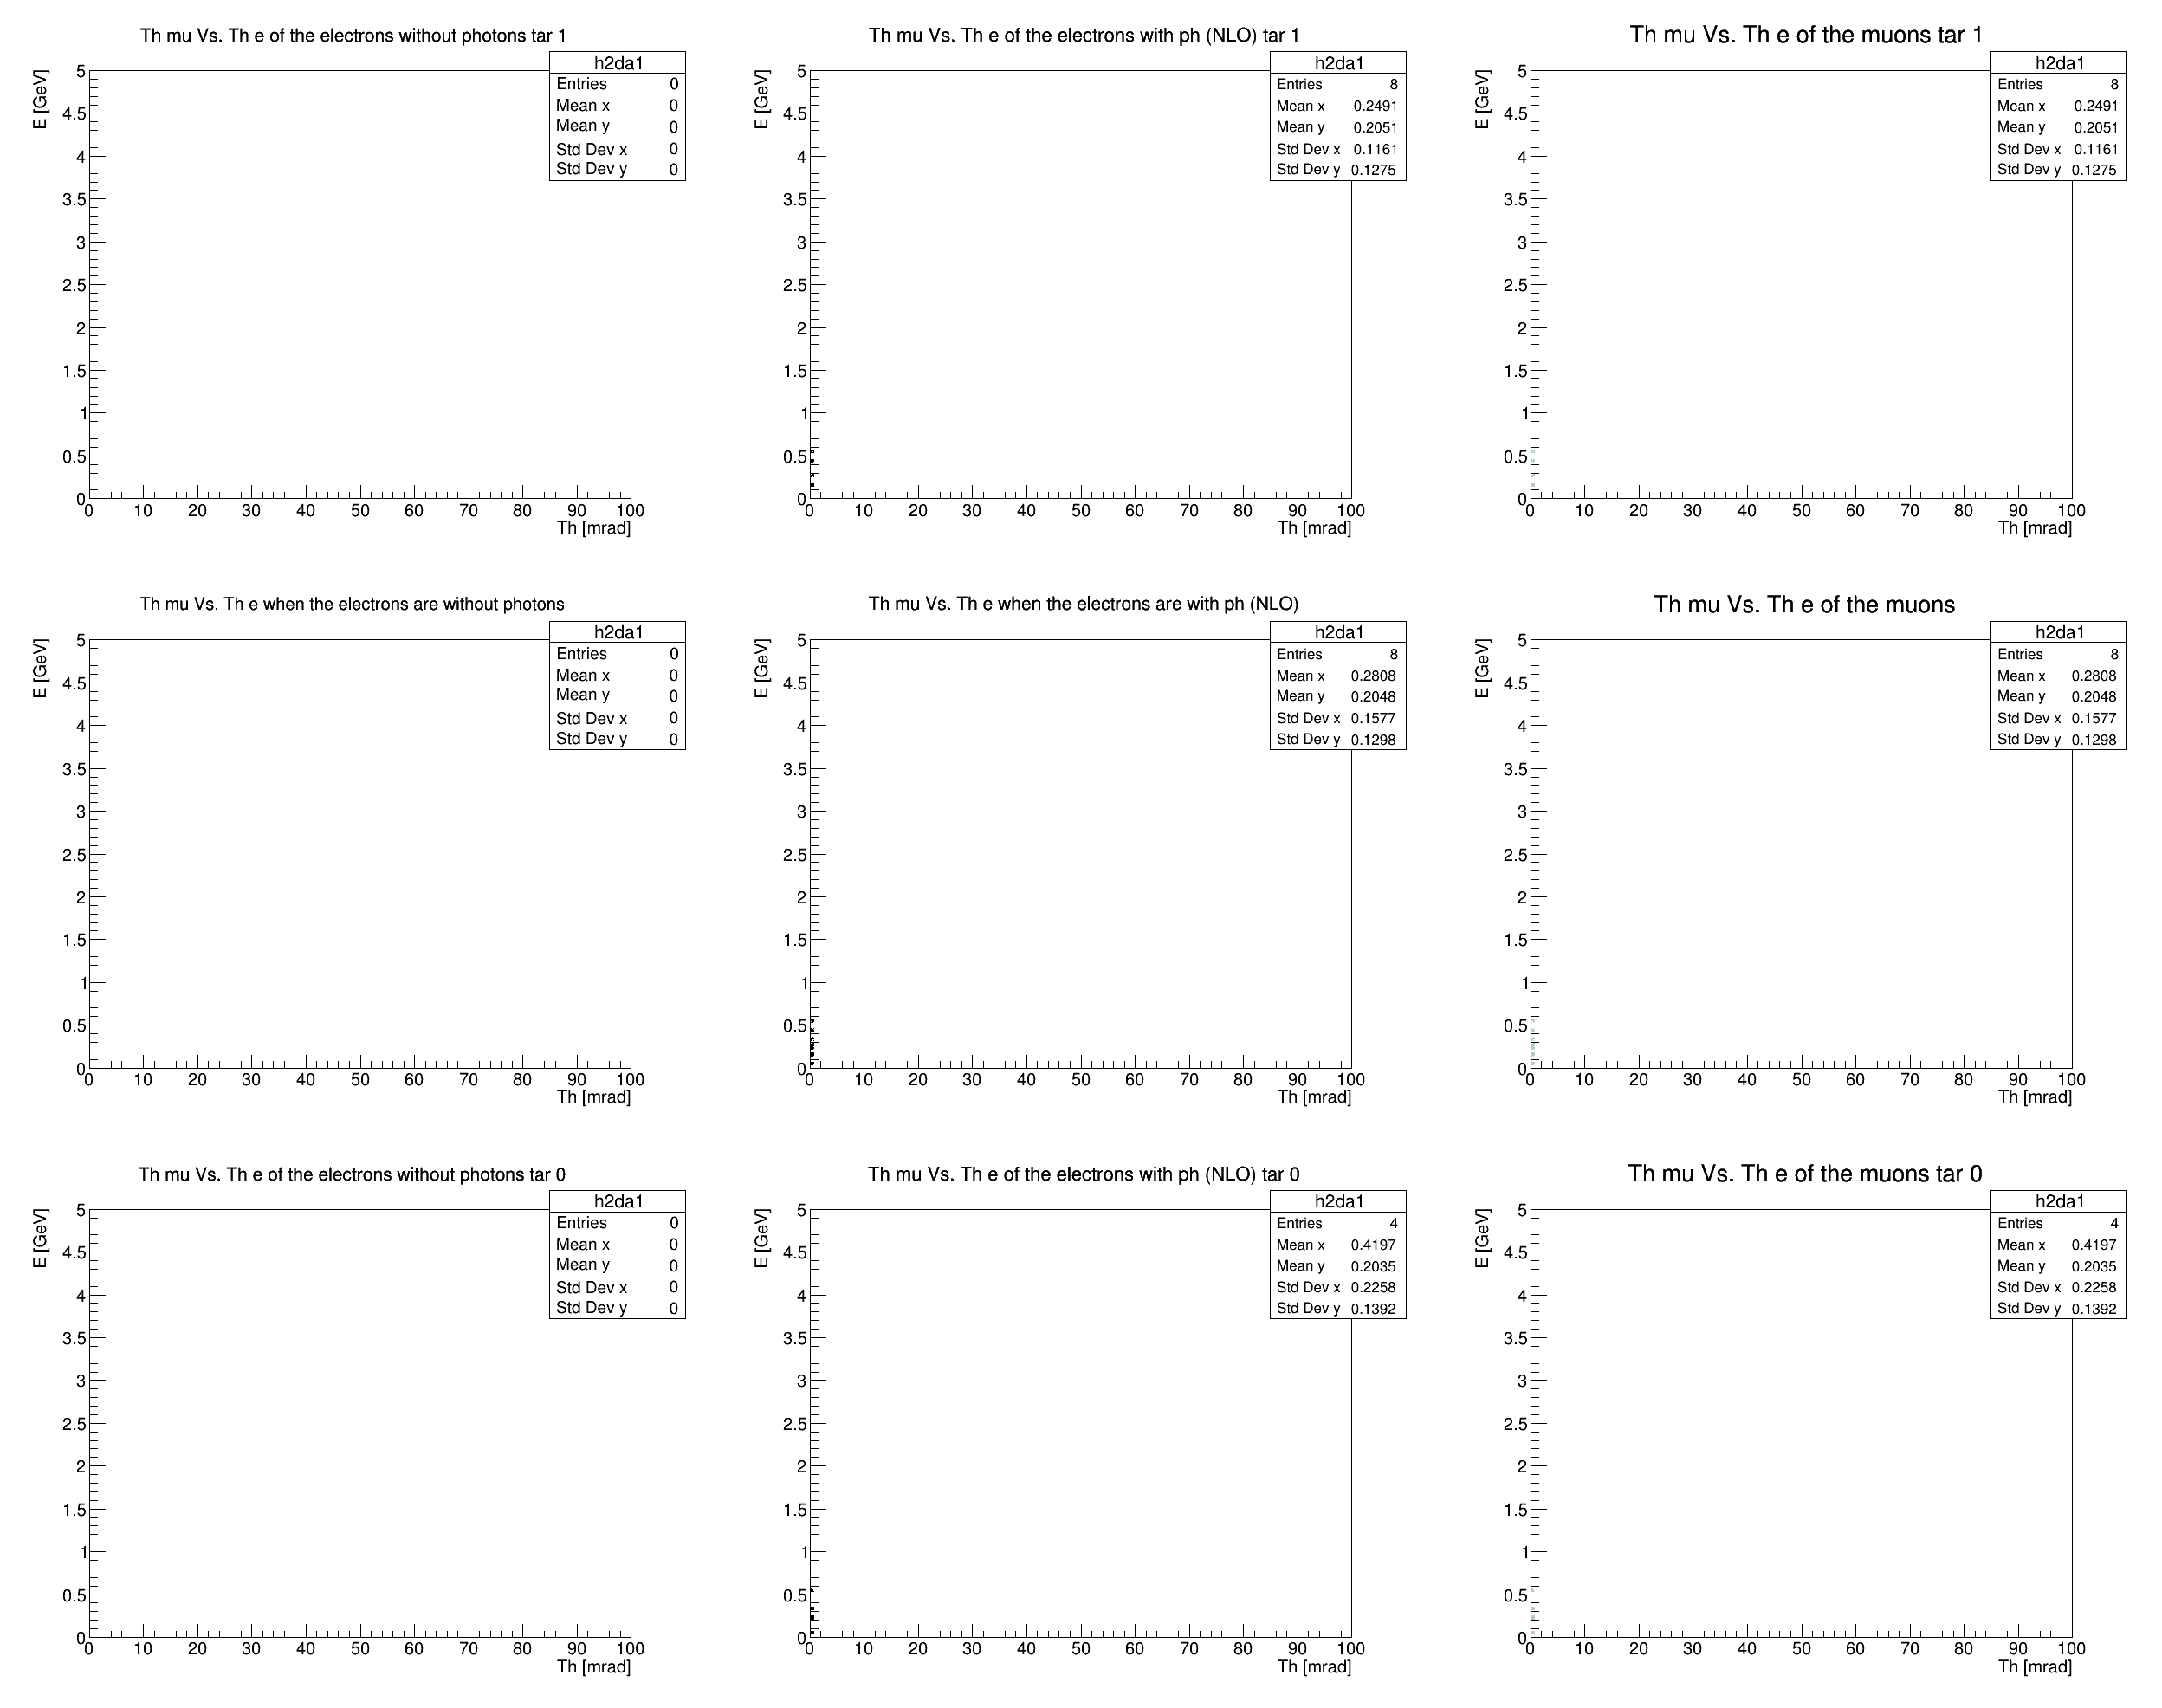 Th mu Vs. Th e of the electrons without photons tar 1
h2da1
Entries 0
Mean x 0
Mean y 0
Std Dev x 0
Std Dev y 0
E [GeV]
5
4.5
4
3.5
3
2.5
2
1.5
1
0.5
0
0 10 20 30 40 50 60 70 80 90 100
Th [mrad]
Th mu Vs. Th e of the electrons with ph (NLO) tar 1
h2da1
Entries 8
Mean x 0.2491
Mean y 0.2051
Std Dev x 0.1161
Std Dev y 0.1275
E [GeV]
5
4.5
4
3.5
3
2.5
2
1.5
1
0.5
0
0 10 20 30 40 50 60 70 80 90 100
Th [mrad]
Th mu Vs. Th e of the muons tar 1
h2da1
Entries 8
Mean x 0.2491
Mean y 0.2051
Std Dev x 0.1161
Std Dev y 0.1275
E [GeV]
5
4.5
4
3.5
3
2.5
2
1.5
1
0.5
0
0 10 20 30 40 50 60 70 80 90 100
Th [mrad]
Th mu Vs. Th e when the electrons are without photons
h2da1
Entries 0
Mean x 0
Mean y 0
Std Dev x 0
Std Dev y 0
E [GeV]
5
4.5
4
3.5
3
2.5
2
1.5
1
0.5
0
0 10 20 30 40 50 60 70 80 90 100
Th [mrad]
Th mu Vs. Th e when the electrons are with ph (NLO)
h2da1
Entries 8
Mean x 0.2808
Mean y 0.2048
Std Dev x 0.1577
Std Dev y 0.1298
E [GeV]
5
4.5
4
3.5
3
2.5
2
1.5
1
0.5
0
0 10 20 30 40 50 60 70 80 90 100
Th [mrad]
Th mu Vs. Th e of the muons
h2da1
Entries 8
Mean x 0.2808
Mean y 0.2048
Std Dev x 0.1577
Std Dev y 0.1298
E [GeV]
5
4.5
4
3.5
3
2.5
2
1.5
1
0.5
0
0 10 20 30 40 50 60 70 80 90 100
Th [mrad]
Th mu Vs. Th e of the electrons without photons tar 0
h2da1
Entries 0
Mean x 0
Mean y 0
Std Dev x 0
Std Dev y 0
E [GeV]
5
4.5
4
3.5
3
2.5
2
1.5
1
0.5
0
0 10 20 30 40 50 60 70 80 90 100
Th [mrad]
Th mu Vs. Th e of the electrons with ph (NLO) tar 0
h2da1
Entries 4
Mean x 0.4197
Mean y 0.2035
Std Dev x 0.2258
Std Dev y 0.1392
E [GeV]
5
4.5
4
3.5
3
2.5
2
1.5
1
0.5
0
0 10 20 30 40 50 60 70 80 90 100
Th [mrad]
Th mu Vs. Th e of the muons tar 0
h2da1
Entries 4
Mean x 0.4197
Mean y 0.2035
Std Dev x 0.2258
Std Dev y 0.1392
E [GeV]
5
4.5
4
3.5
3
2.5
2
1.5
1
0.5
0
0 10 20 30 40 50 60 70 80 90 100
Th [mrad]